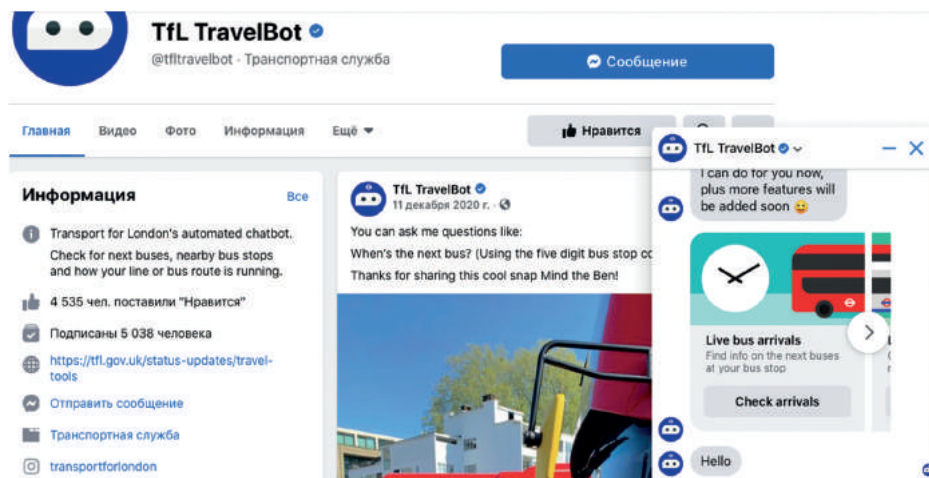 TfL TravelBot
@tfltravelbot · Транспортная служба
Сообщение
Главная Видео Фото Информация Ещё
Нравится
Информация
Все
Transport for London's automated chatbot.
Check for next buses, nearby bus stops
and how your line or bus route is running.
4 535 чел. поставили "Нравится"
Подписаны 5 038 человека
https://tfl.gov.uk/status-updates/travel-
tools
Отправить сообщение
Транспортная служба
transportforlondon
TfL TravelBot
11 декабря 2020 г. ·
You can ask me questions like:
When's the next bus? (Using the five digit bus stop
Thanks for sharing this cool snap Mind the Ben!
TfL TravelBot
I can do for you now,
plus more features will
be added soon 😀
Live bus arrivals
Find info on the next buses
at your bus stop
Check arrivals
Hello